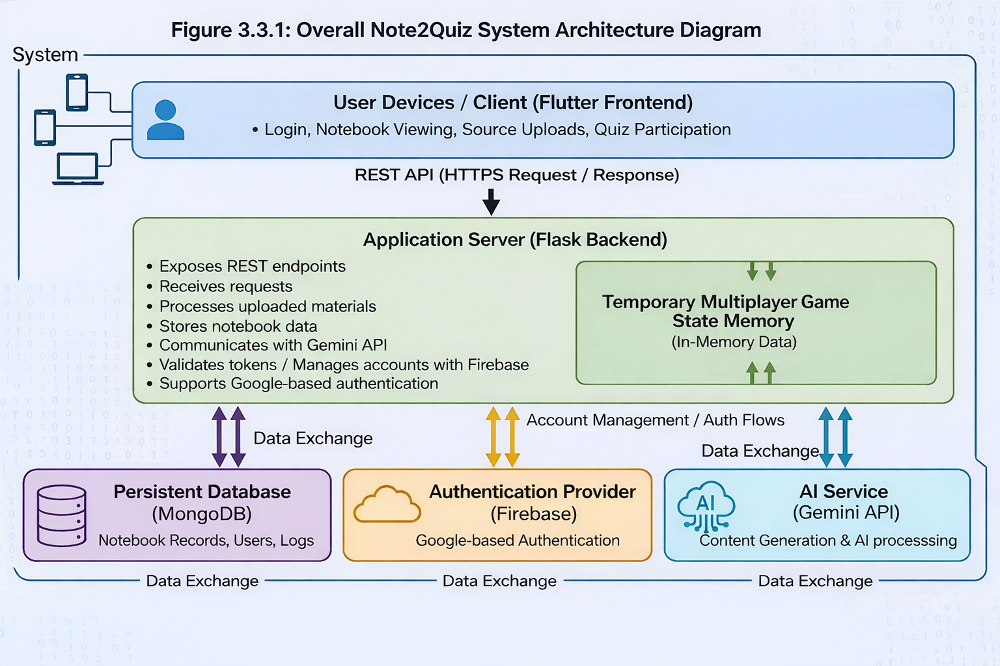 Figure 3.3.1: Overall Note2Quiz System Architecture Diagram
System
User Devices / Client (Flutter Frontend)
• Login, Notebook Viewing, Source Uploads, Quiz Participation
REST API (HTTPS Request / Response)
Application Server (Flask Backend)
• Exposes REST endpoints
• Receives requests
• Processes uploaded materials
• Stores notebook data
• Communicates with Gemini API
• Validates tokens / Manages accounts with Firebase
• Supports Google-based authentication
Temporary Multiplayer Game
State Memory
(In-Memory Data)
Data Exchange
Account Management / Auth Flows
Data Exchange
Persistent Database
(MongoDB)
Notebook Records, Users, Logs
Authentication Provider
(Firebase)
Google-based Authentication
AI
AI Service
(Gemini API)
Content Generation & AI processsing
Data Exchange
Data Exchange
Data Exchange